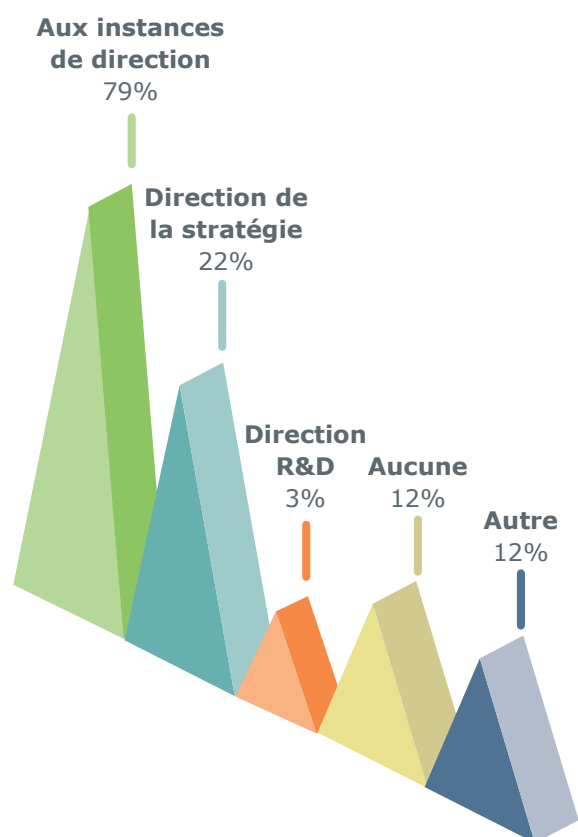 Aux instances
de direction
79%
Direction de
la stratégie
22%
Direction
R&D
3%
Aucune
12%
Autre
12%